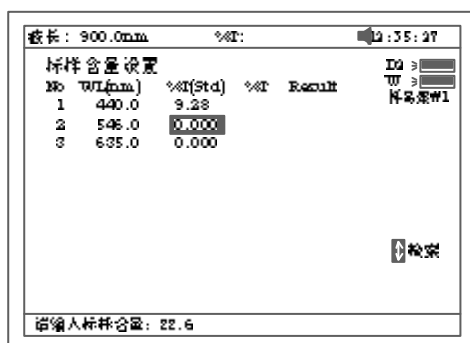 波长: 900.0nm %T: 12:35:27
标样含量设置
No WL(nm) %T(Std) %T Result
1 440.0 9.28
2 546.0 0.000
3 635.0 0.000
D2
W
样品架#1
检索
请输入标样含量: 22.6